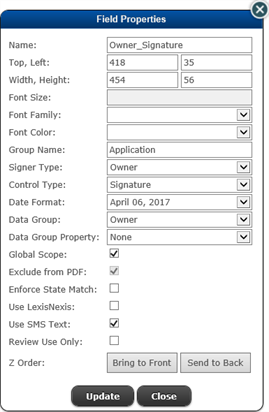 Field Properties
Name: Owner_Signature
Top, Left: 418 35
Width, Height: 454 56
Font Size:
Font Family:
Font Color:
Group Name: Application
Signer Type: Owner
Control Type: Signature
Date Format: April 06, 2017
Data Group: Owner
Data Group Property: None
Global Scope:
Exclude from PDF:
Enforce State Match:
Use LexisNexis:
Use SMS Text:
Review Use Only:
Z Order: Bring to Front Send to Back
Update Close